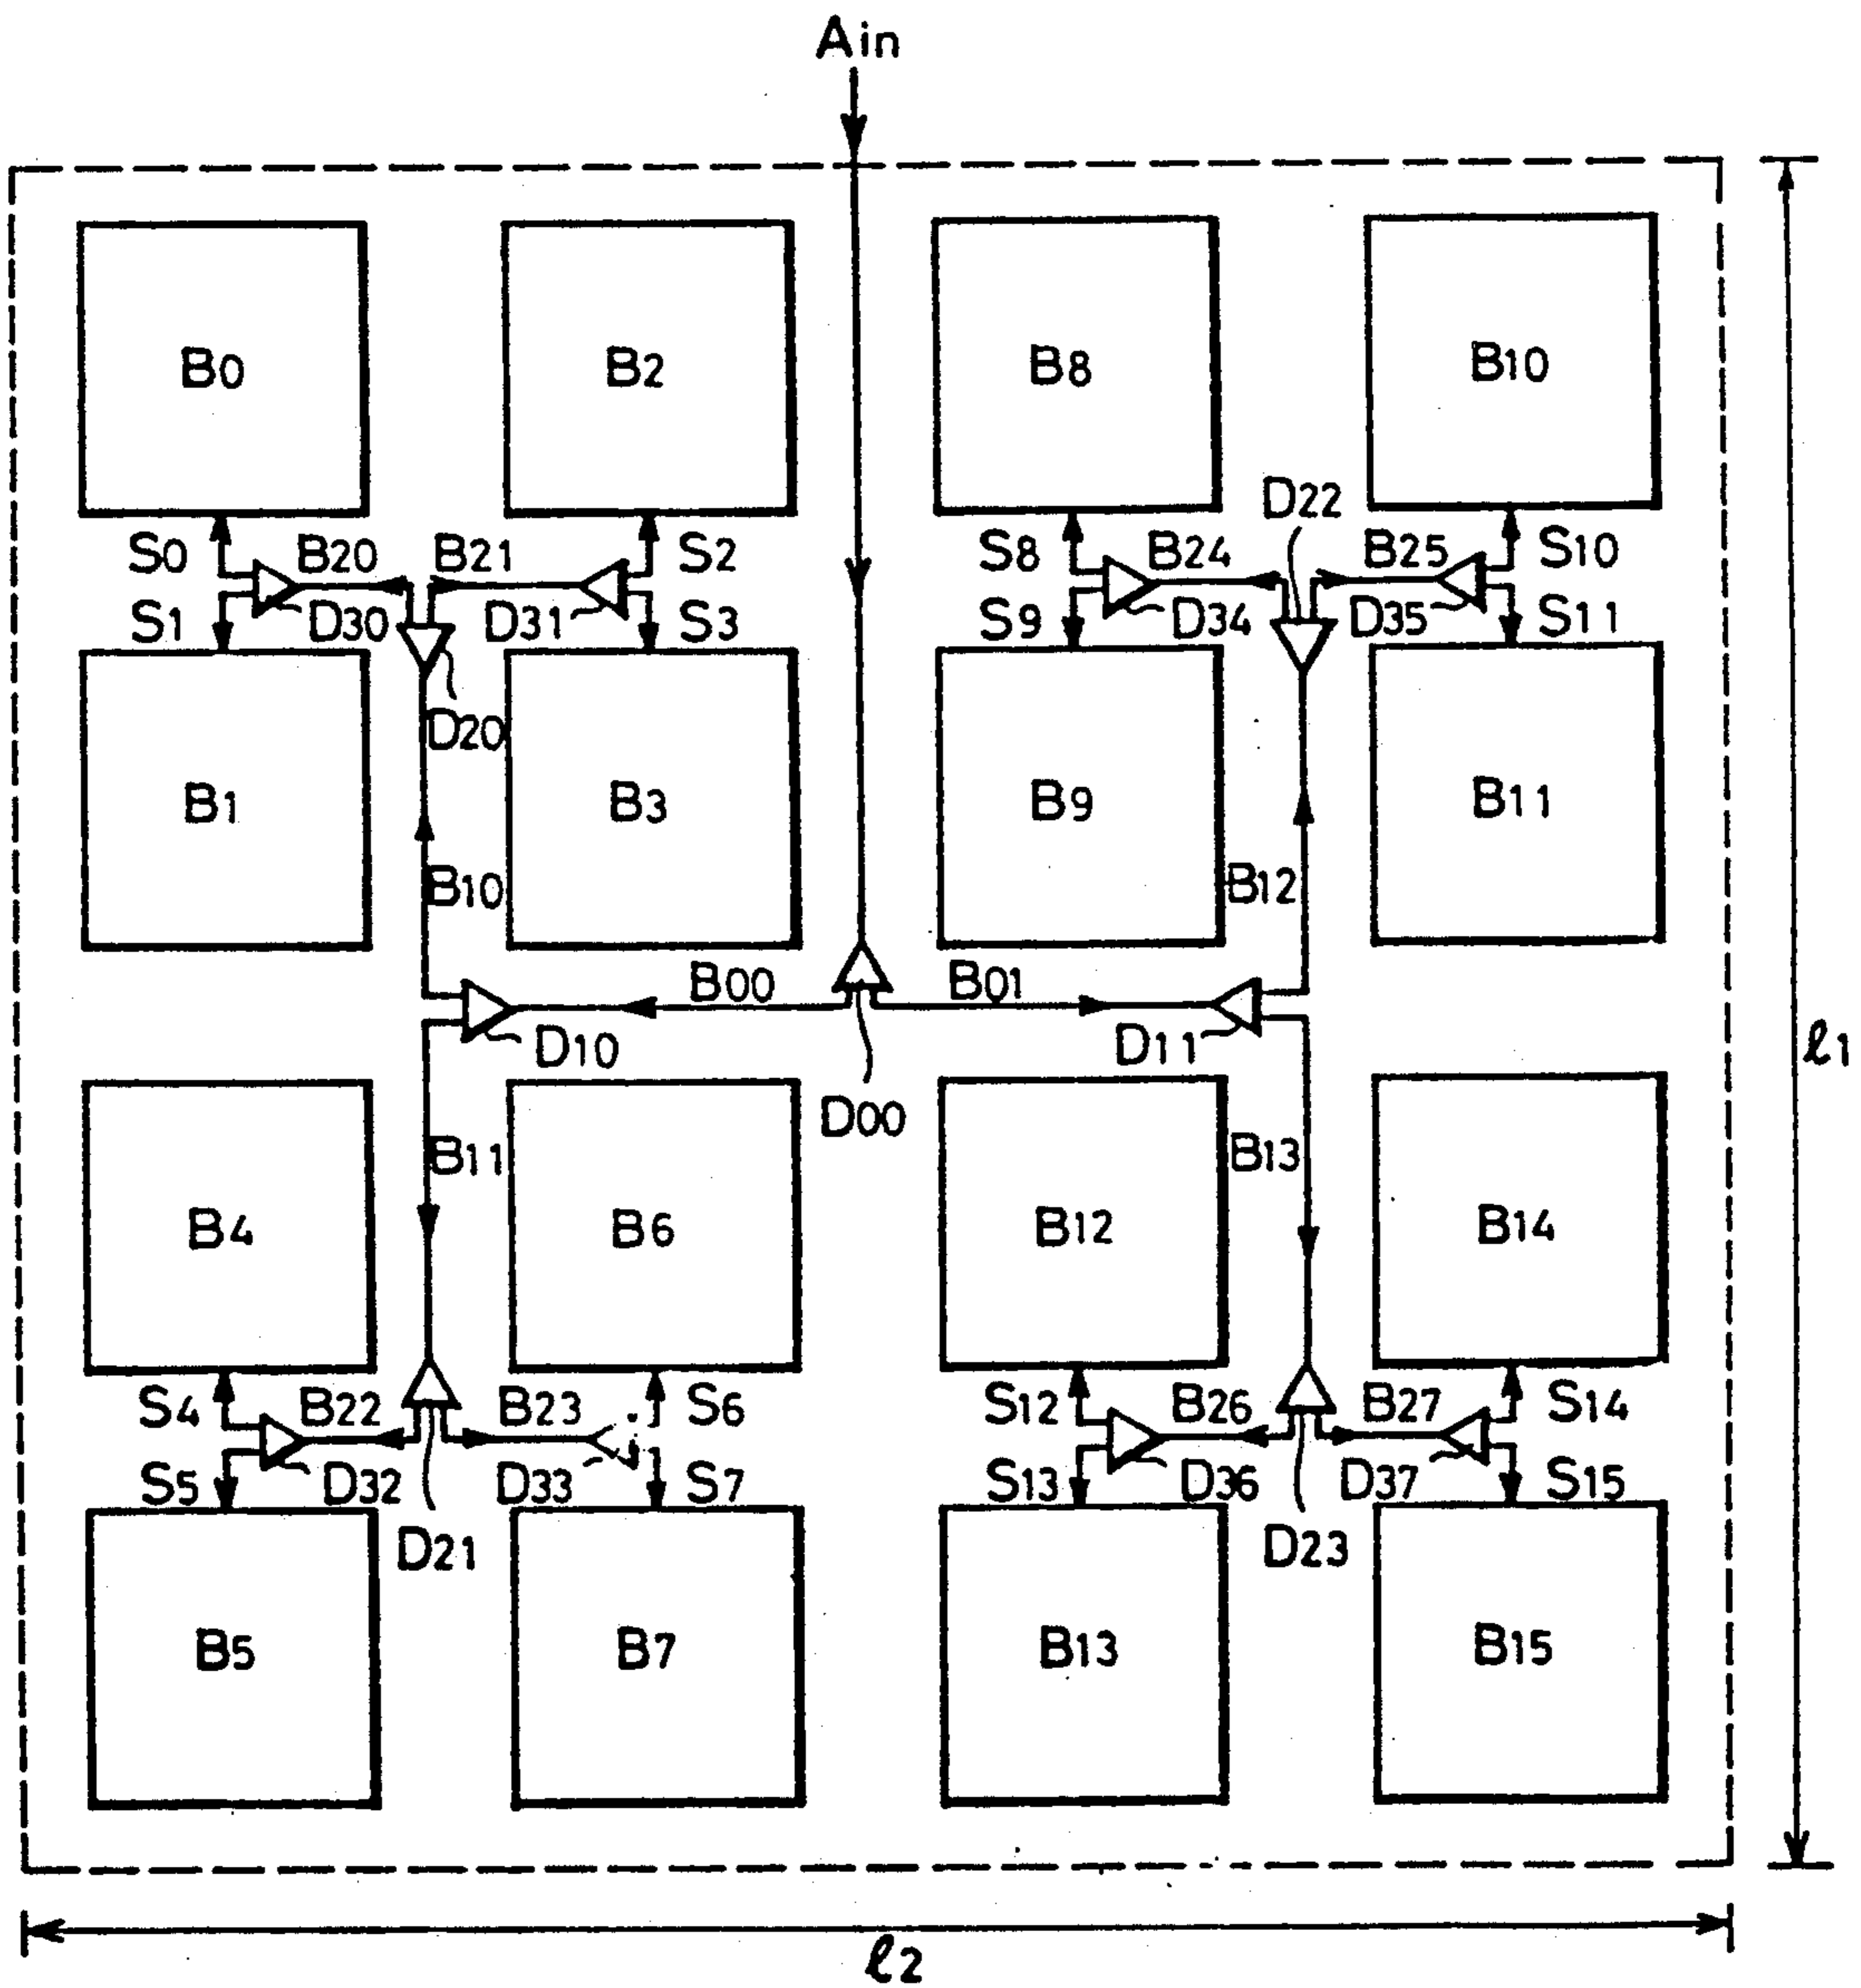 Ain
B0 B2 B8 B10
D22
S0 B20 B21 S2 S8 B24 B25 S10
S1 D30 D31 S3 S9 D34 D35 S11
D20
B1 B3 B9 B11
B10 B12
B00 B01
D10 D11 ℓ1
D00
B11 B13
B4 B6 B12 B14
S4 B22 B23 S6 S12 B26 B27 S14
S5 D32 D33 S7 S13 D36 D37 S15
D21 D23
B5 B7 B13 B15
ℓ2